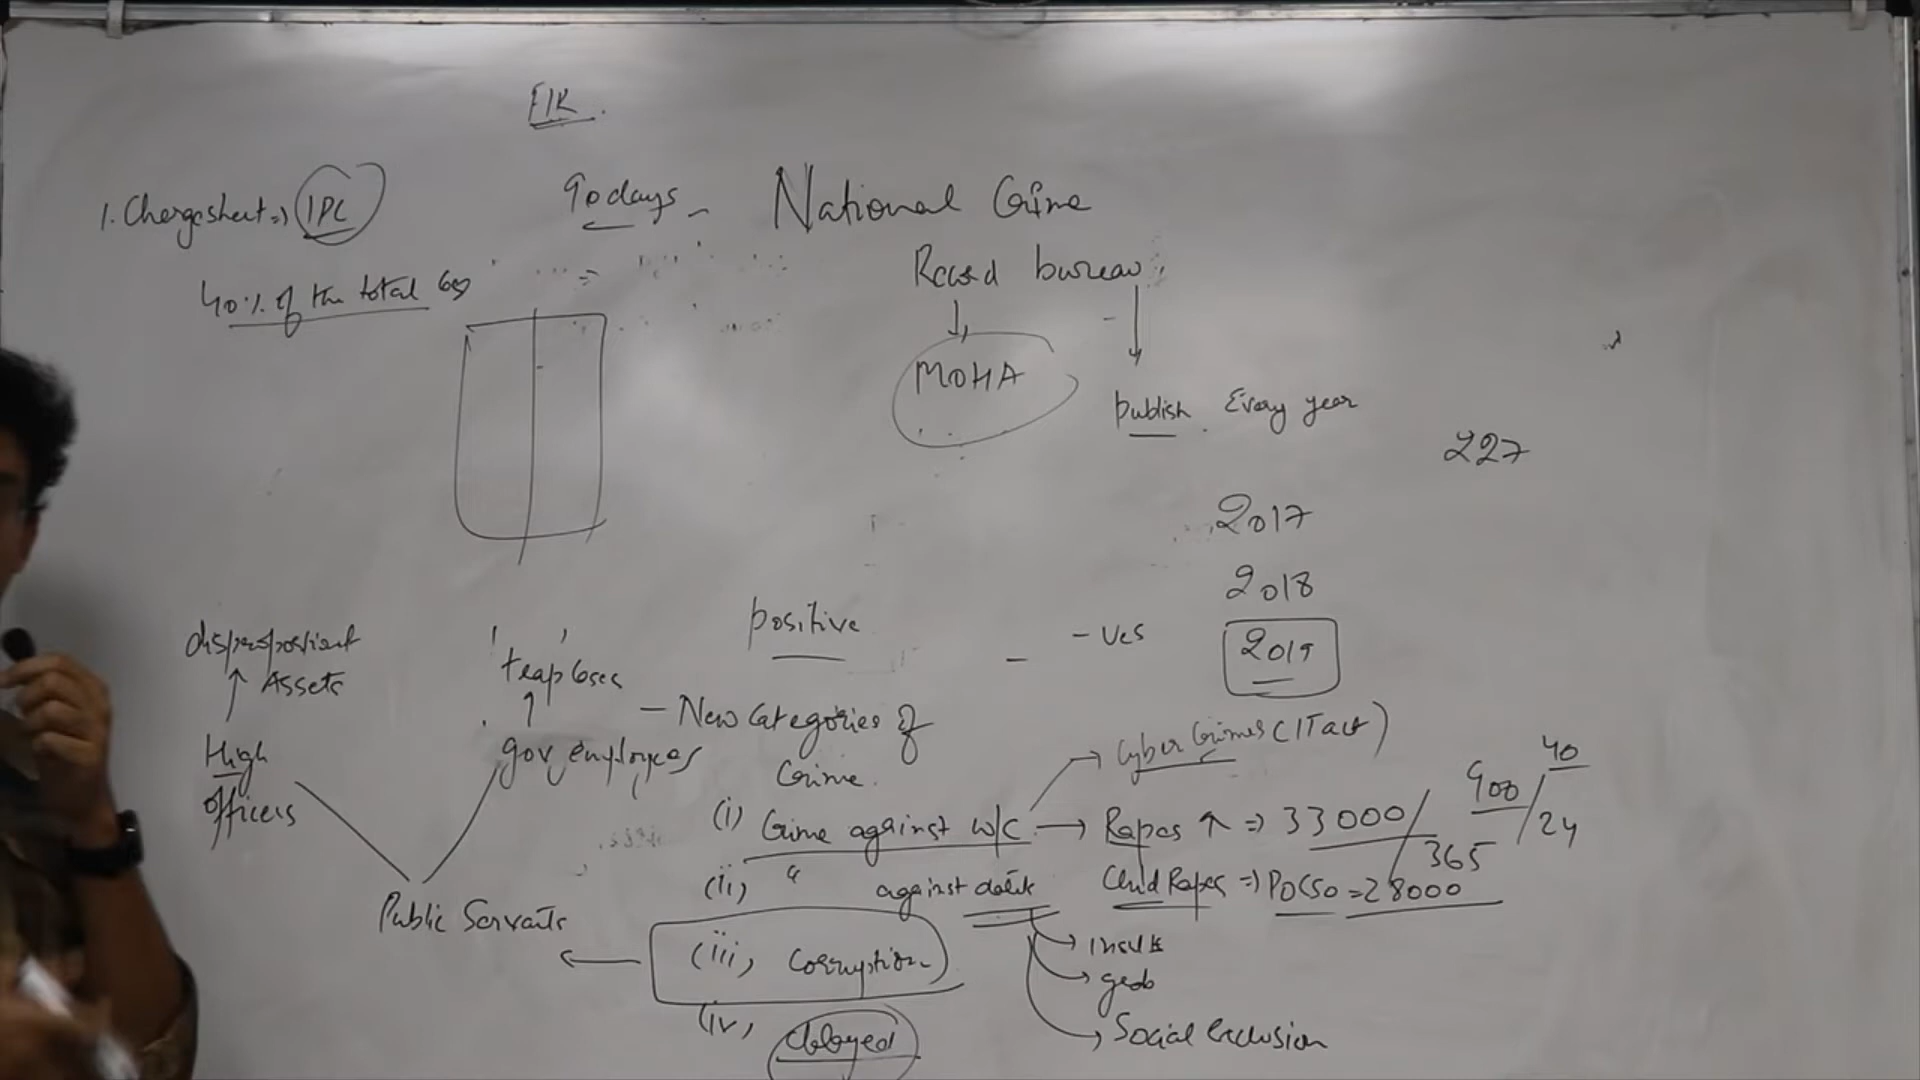 FIR.
1. Chargesheet => IPC
90 days -
National Crime
Record bureau
40% of the total
MOHA
publish Every year
227
2017
2018
2019
positive
- ves
disproportionat
Assets
' trap cases '
- New Categories of
Crime.
High
officers
gov employees
Cyber Crimes (IT act)
(i) Crime against w/c → Rapes ↑ => 33000/365
900/24
40
(ii) " against dalit
Child Rapes => POCSO = 28000
Public Servants
(iii) Corruption
insult
grab
Social exclusion
(iv) delayed